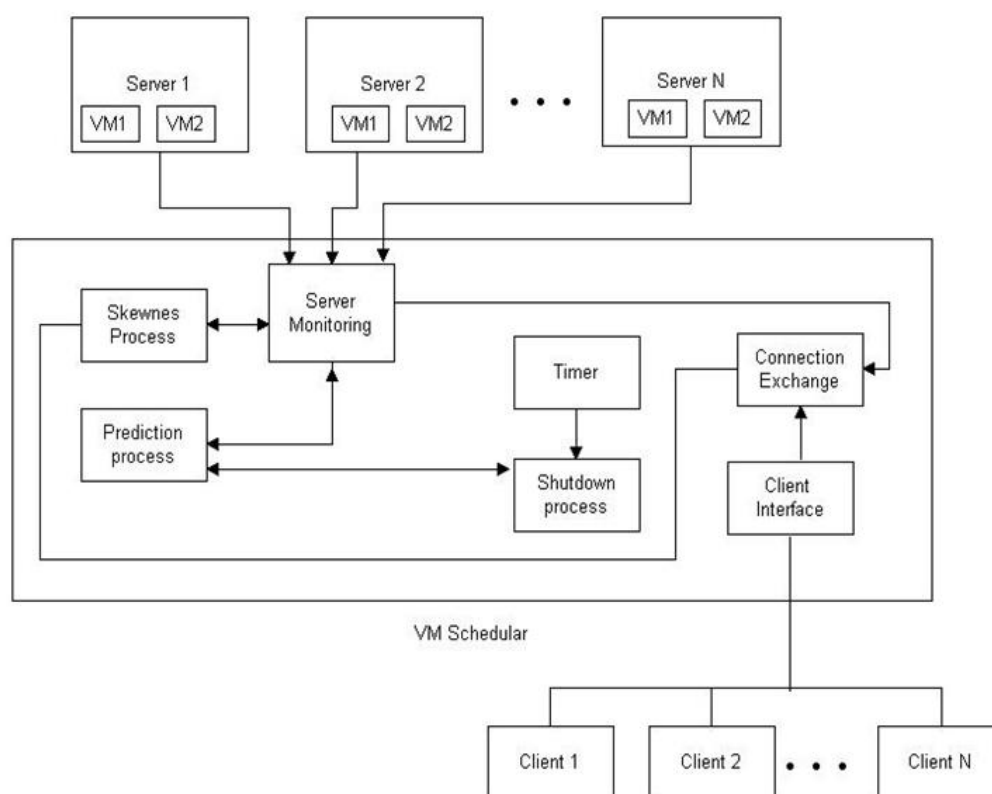 Server 1
VM1
VM2
Server 2
VM1
VM2
Server N
VM1
VM2
Skewnes
Process
Server
Monitoring
Timer
Connection
Exchange
Prediction
process
Shutdown
process
Client
Interface
VM Schedular
Client 1
Client 2
Client N